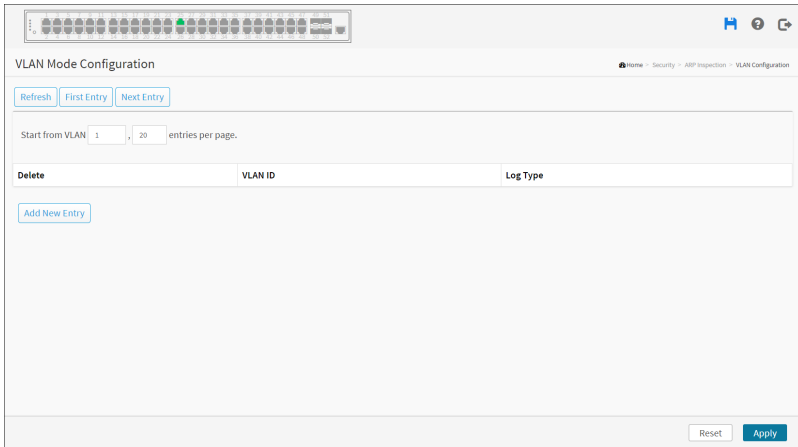 VLAN Mode Configuration
Home > Security > ARP Inspection > VLAN Configuration
Refresh First Entry Next Entry
Start from VLAN 1 , 20 entries per page.
Delete VLAN ID Log Type
Add New Entry
Reset Apply